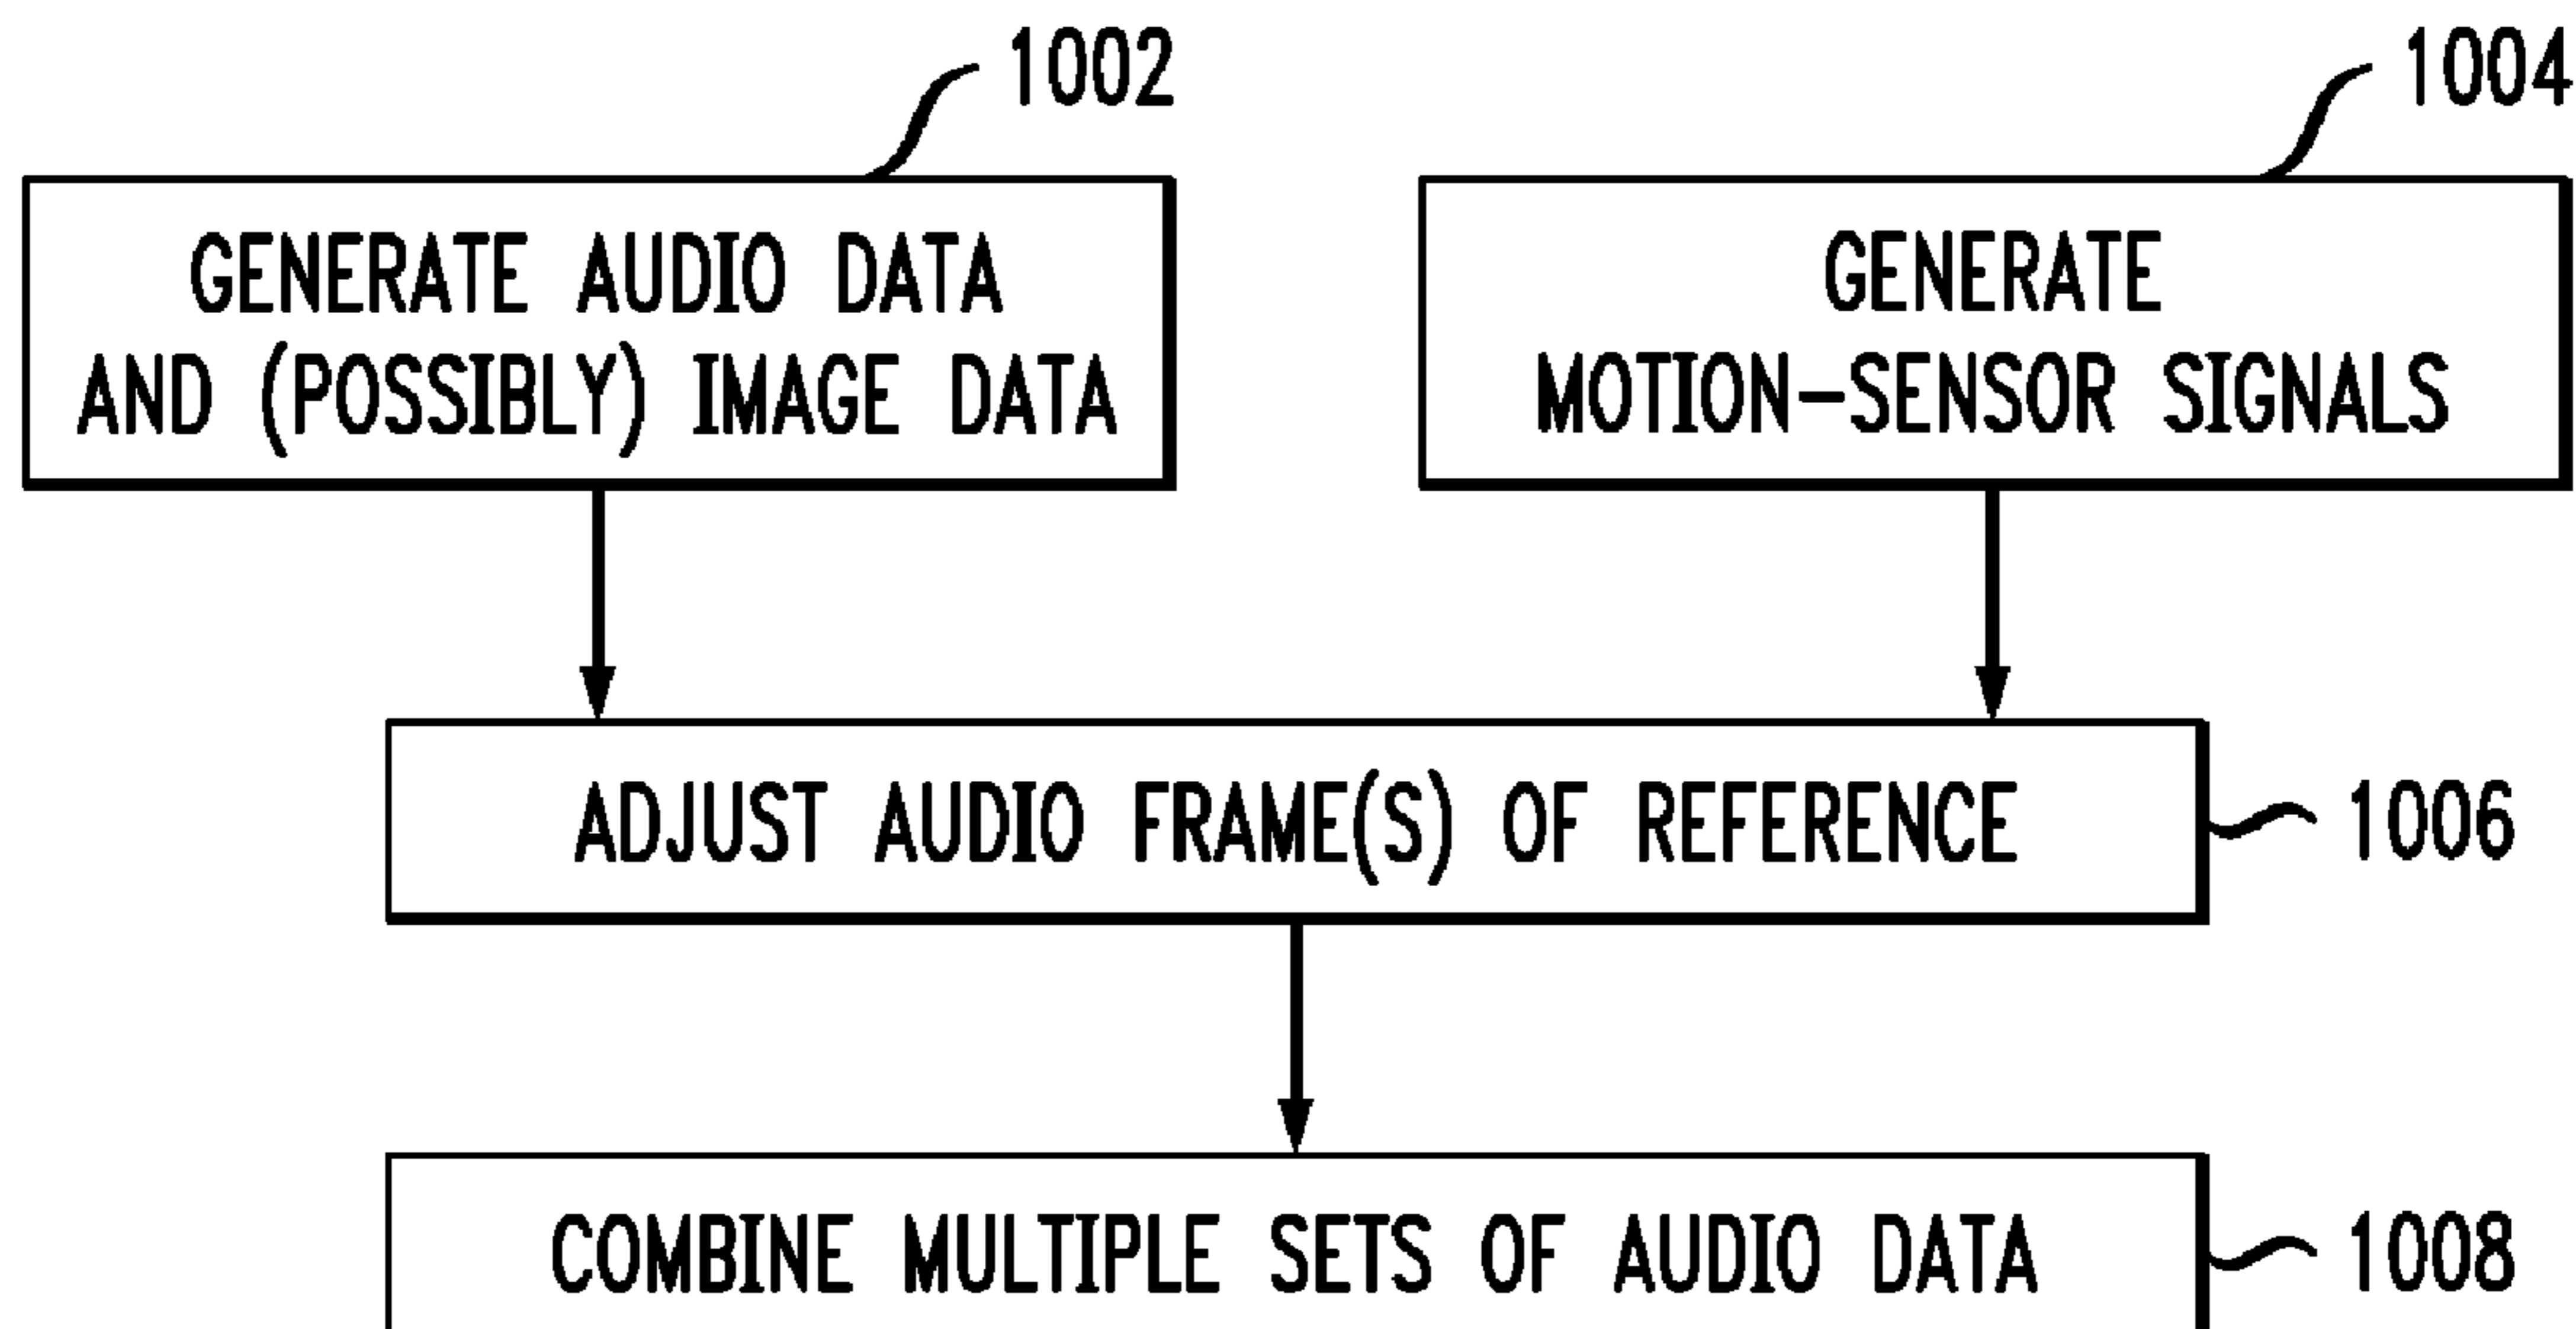 1002
1004
GENERATE AUDIO DATA
AND (POSSIBLY) IMAGE DATA
GENERATE
MOTION-SENSOR SIGNALS
ADJUST AUDIO FRAME(S) OF REFERENCE
1006
COMBINE MULTIPLE SETS OF AUDIO DATA
1008